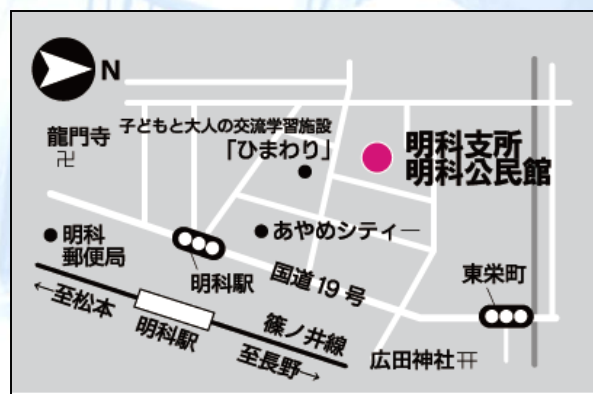 N
龍門寺
卍
子どもと大人の交流学習施設
「ひまわり」
明科支所
明科公民館
明科
郵便局
明科駅
あやめシティ―
国道19号
東栄町
←至松本
明科駅
篠ノ井線
至長野→
広田神社